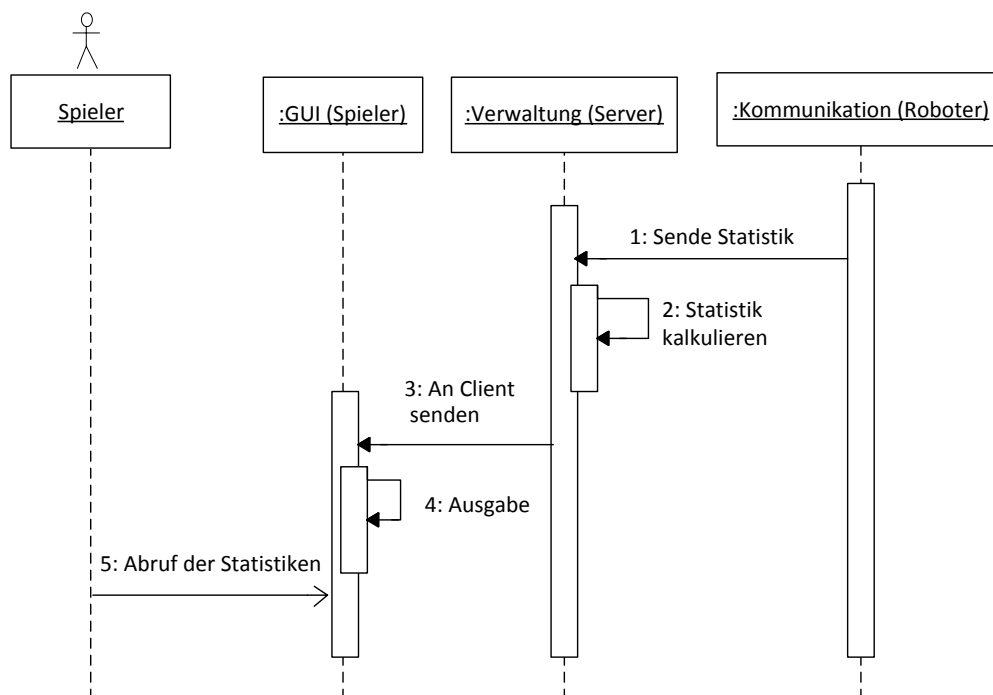 Spieler
:GUI (Spieler)
:Verwaltung (Server)
:Kommunikation (Roboter)
1: Sende Statistik
2: Statistik
kalkulieren
3: An Client
senden
4: Ausgabe
5: Abruf der Statistiken